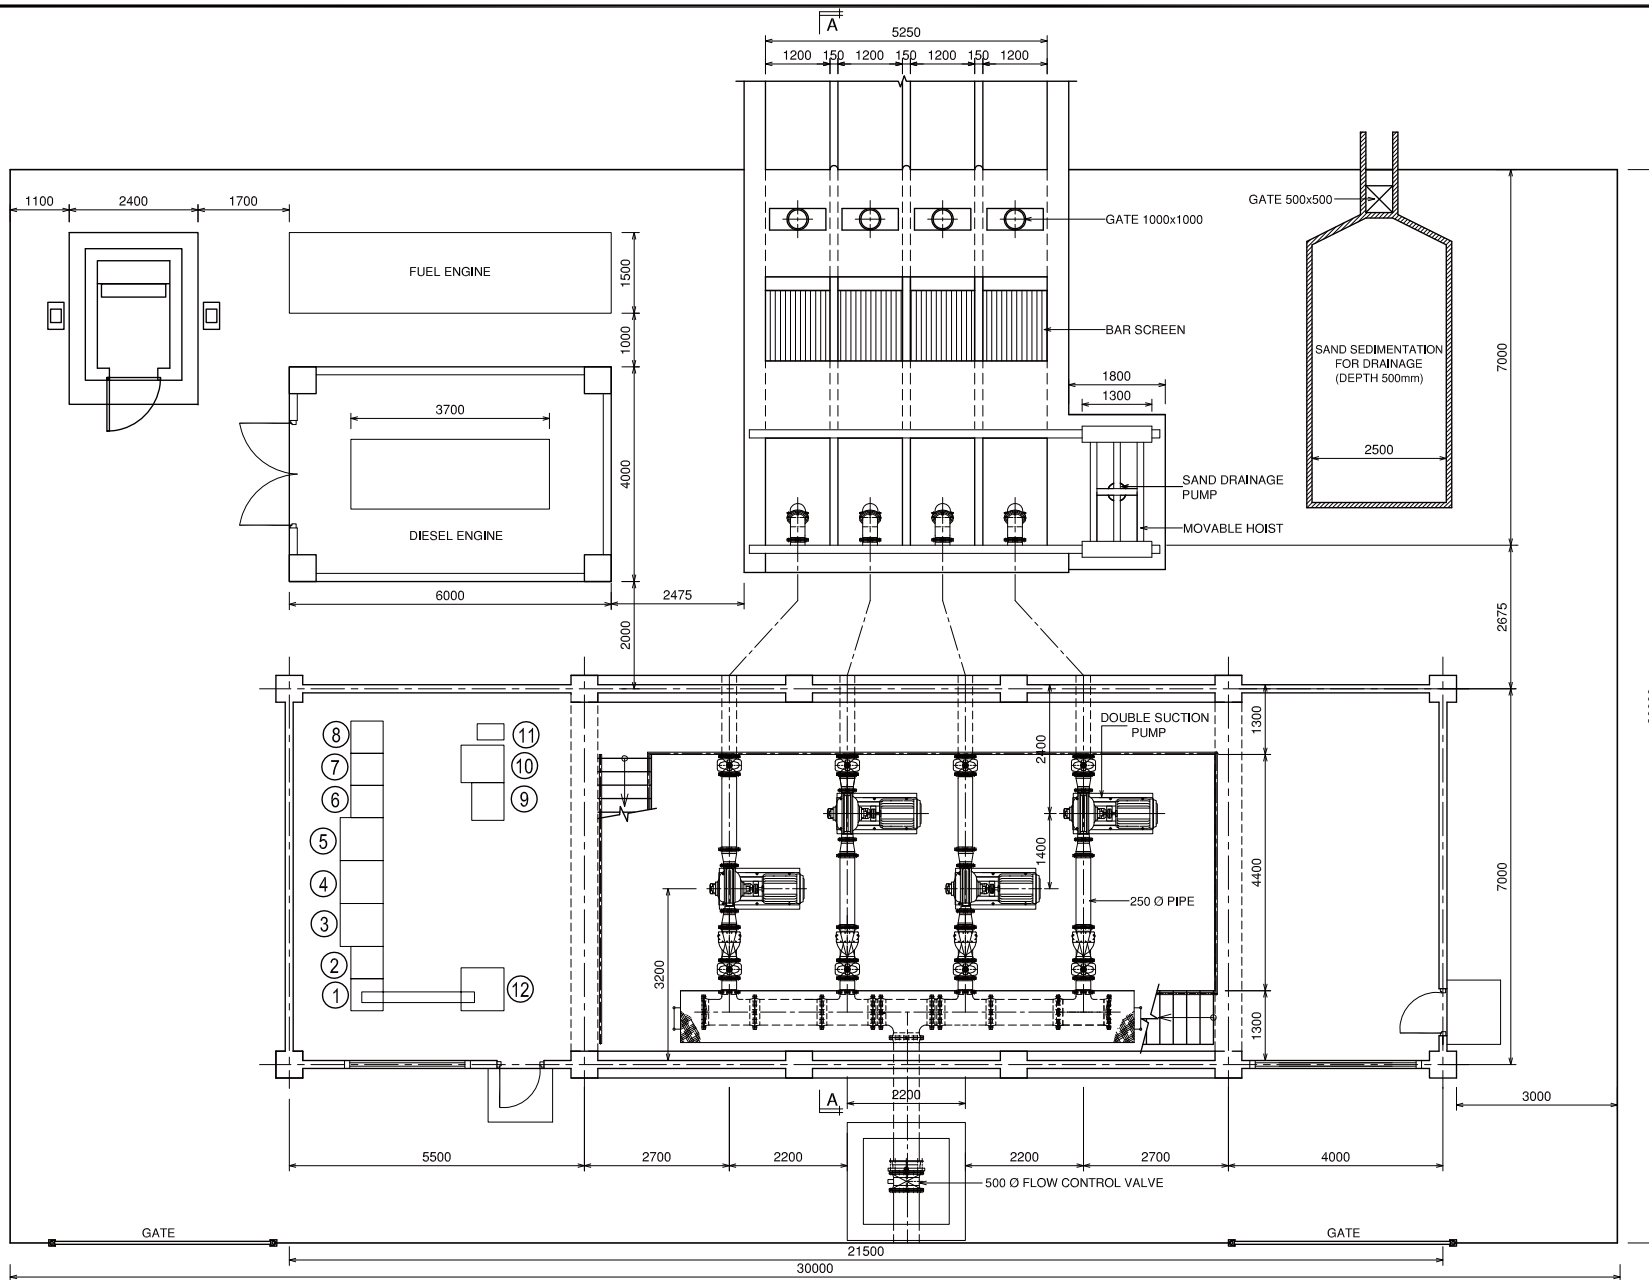 A
5250
1200 150 1200 150 1200 150 1200
1100 2400 1700
GATE 500x500
GATE 1000x1000
FUEL ENGINE
1500
1000
BAR SCREEN
7000
SAND SEDIMENTATION
FOR DRAINAGE
(DEPTH 500mm)
1800
1300
3700
4000
2500
SAND DRAINAGE
PUMP
MOVABLE HOIST
DIESEL ENGINE
6000
2475
2000
2675
DOUBLE SUCTION
PUMP
1300
2400
8
11
7
10
6
9
5
1400
4400
4
7000
3
250 Ø PIPE
2
3200
12
1
1300
A
2200
3000
5500 2700 2200 2200 2700 4000
500 Ø FLOW CONTROL VALVE
GATE
GATE
21500
30000